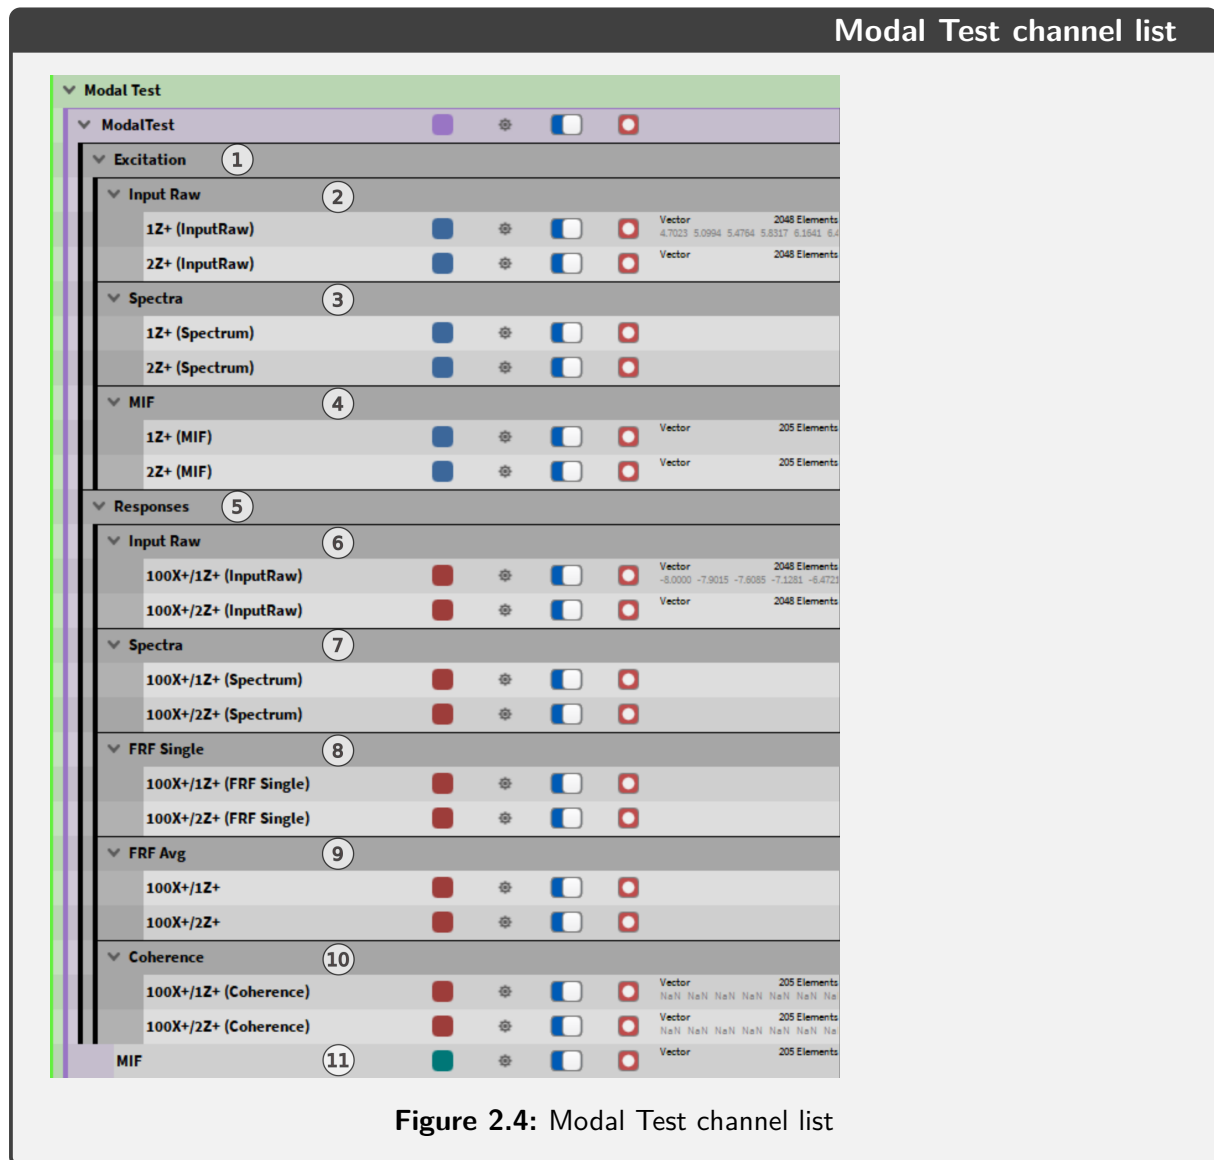 Modal Test channel list
Modal Test
ModalTest
Excitation 1
Input Raw 2
1Z+ (InputRaw) Vector 2048 Elements
4.7023 5.0994 5.4764 5.8317 6.1641 6.4
2Z+ (InputRaw) Vector 2048 Elements
Spectra 3
1Z+ (Spectrum)
2Z+ (Spectrum)
MIF 4
1Z+ (MIF) Vector 205 Elements
2Z+ (MIF) Vector 205 Elements
Responses 5
Input Raw 6
100X+/1Z+ (InputRaw) Vector 2048 Elements
-8.0000 -7.9015 -7.6085 -7.1281 -6.4721
100X+/2Z+ (InputRaw) Vector 2048 Elements
Spectra 7
100X+/1Z+ (Spectrum)
100X+/2Z+ (Spectrum)
FRF Single 8
100X+/1Z+ (FRF Single)
100X+/2Z+ (FRF Single)
FRF Avg 9
100X+/1Z+
100X+/2Z+
Coherence 10
100X+/1Z+ (Coherence) Vector 205 Elements
NaN NaN NaN NaN NaN NaN Na
100X+/2Z+ (Coherence) Vector 205 Elements
NaN NaN NaN NaN NaN NaN Na
MIF 11 Vector 205 Elements
Figure 2.4: Modal Test channel list